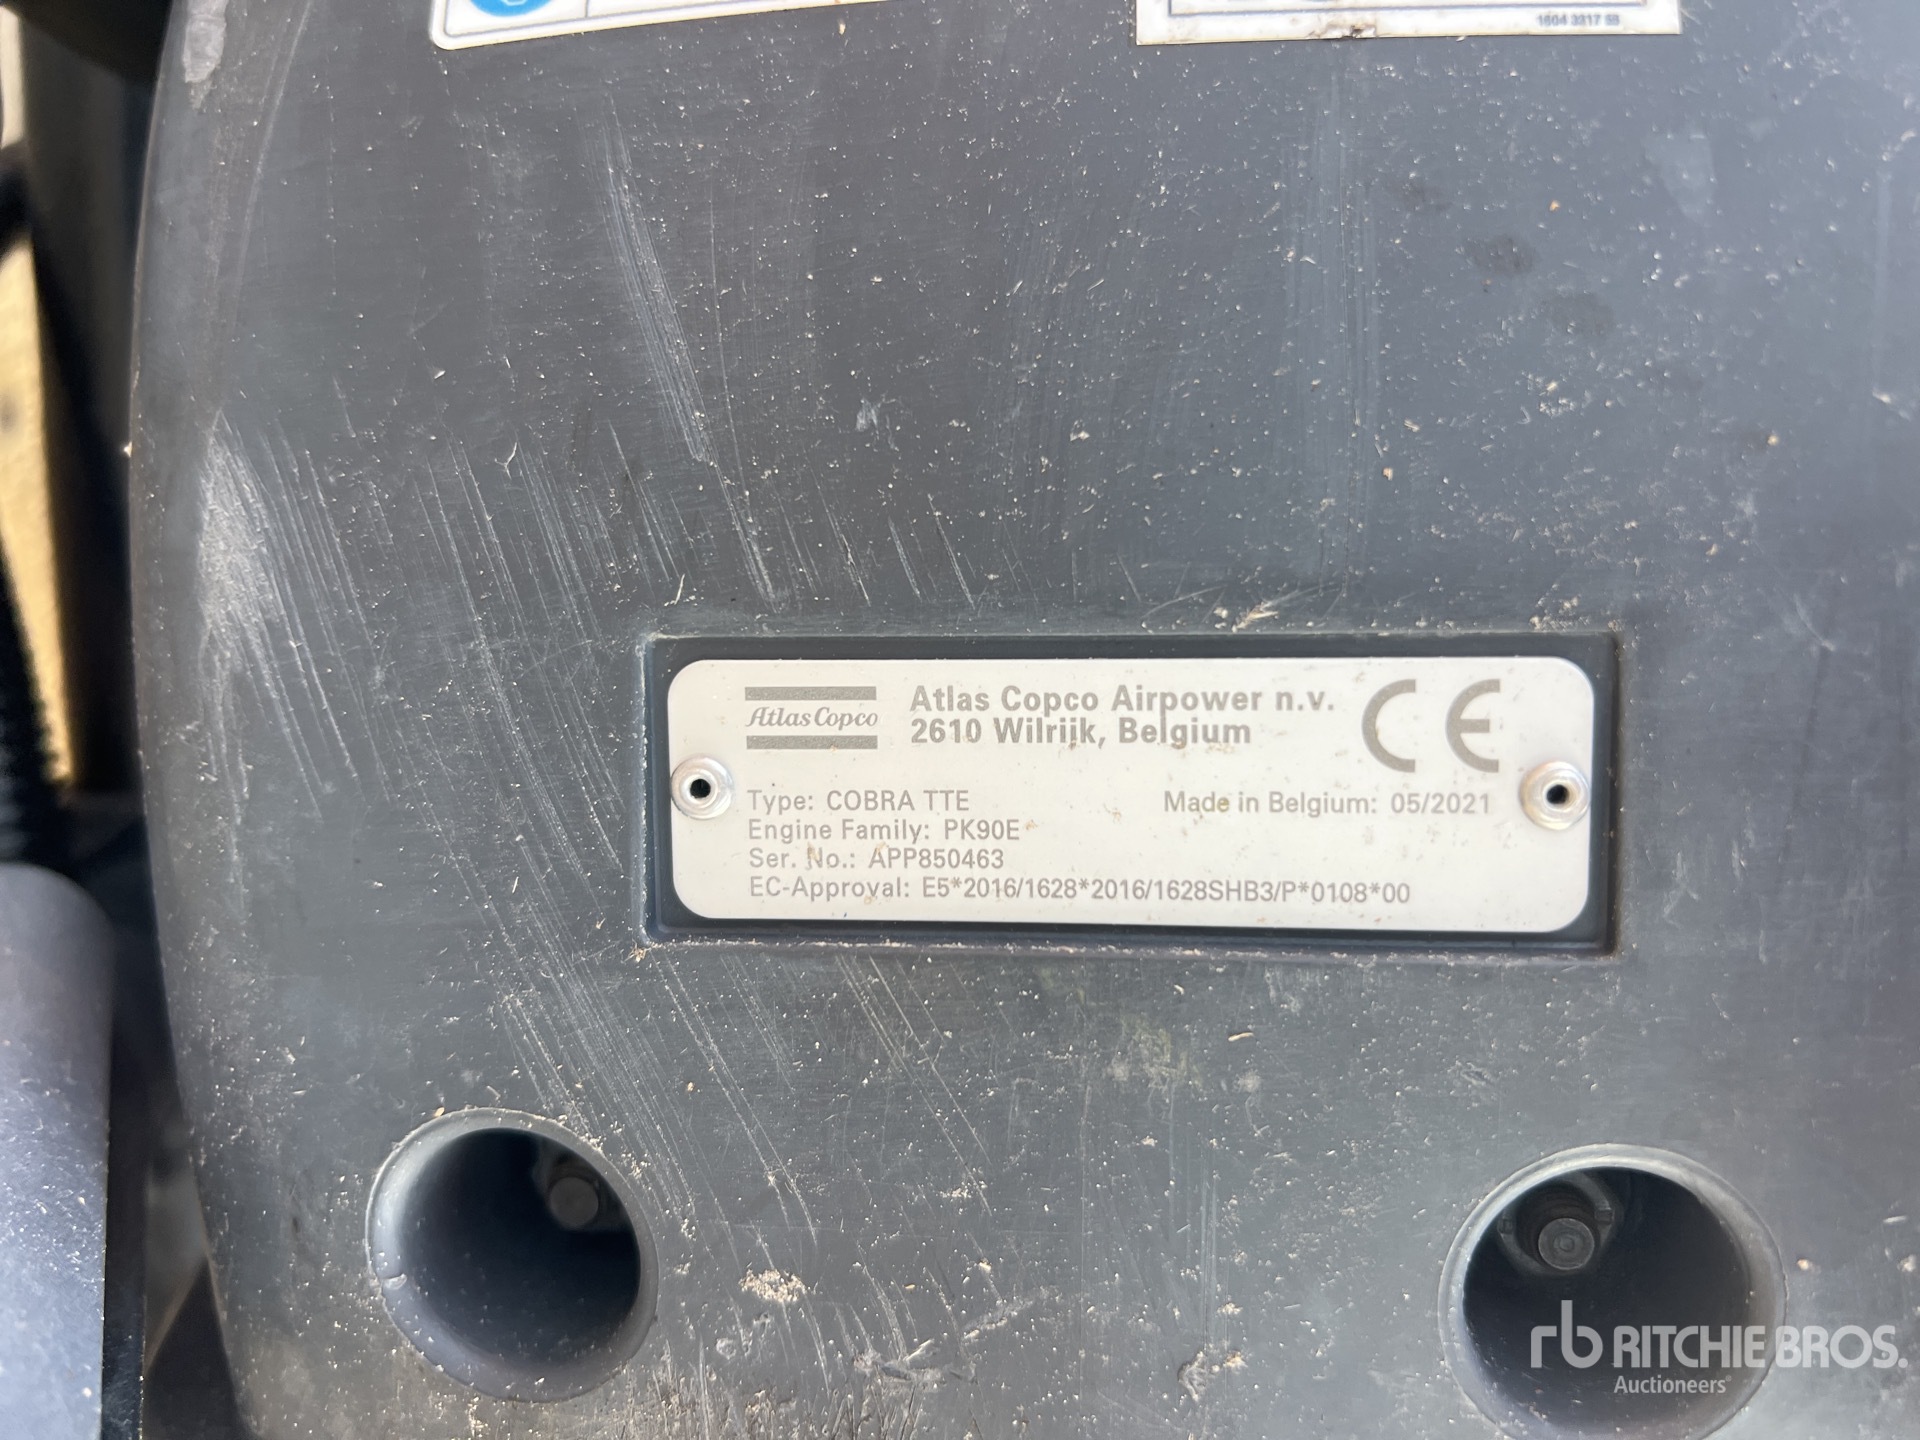 1604 3217 55
Atlas Copco
Atlas Copco Airpower n.v.
2610 Wilrijk, Belgium
CE
Type: COBRA TTE
Made in Belgium: 05/2021
Engine Family: PK90E
Ser. No.: APP850463
EC-Approval: E5*2016/1628*2016/1628SHB3/P*0108*00
rb RITCHIE BROS.
Auctioneers